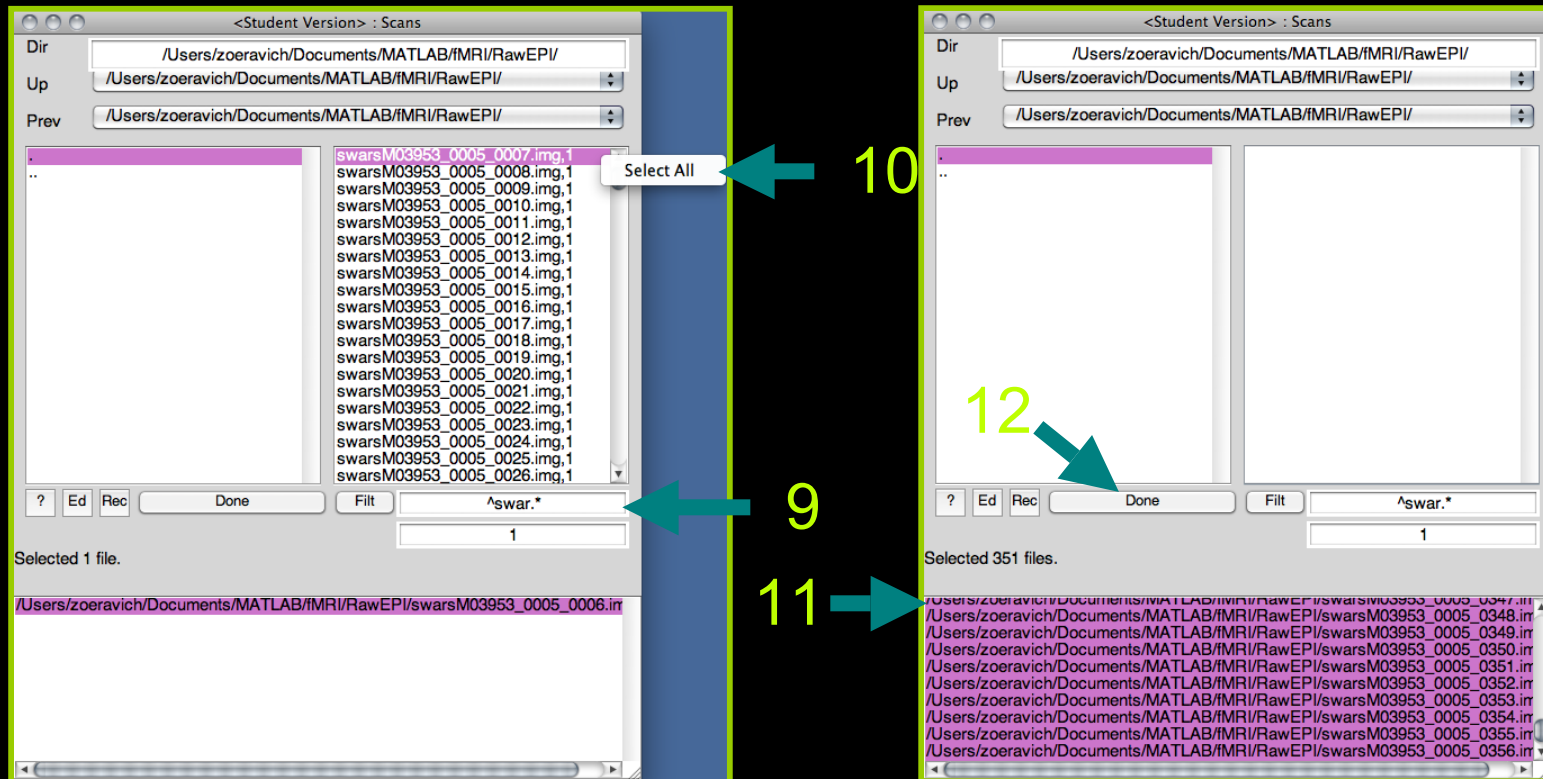 <Student Version> : Scans
Dir
/Users/zoeravich/Documents/MATLAB/fMRI/RawEPI/
Up
/Users/zoeravich/Documents/MATLAB/fMRI/RawEPI/
Prev
/Users/zoeravich/Documents/MATLAB/fMRI/RawEPI/
.
..
swarsM03953_0005_0007.img,1
swarsM03953_0005_0008.img,1
swarsM03953_0005_0009.img,1
swarsM03953_0005_0010.img,1
swarsM03953_0005_0011.img,1
swarsM03953_0005_0012.img,1
swarsM03953_0005_0013.img,1
swarsM03953_0005_0014.img,1
swarsM03953_0005_0015.img,1
swarsM03953_0005_0016.img,1
swarsM03953_0005_0017.img,1
swarsM03953_0005_0018.img,1
swarsM03953_0005_0019.img,1
swarsM03953_0005_0020.img,1
swarsM03953_0005_0021.img,1
swarsM03953_0005_0022.img,1
swarsM03953_0005_0023.img,1
swarsM03953_0005_0024.img,1
swarsM03953_0005_0025.img,1
swarsM03953_0005_0026.img,1
Select All
10
? Ed Rec Done Filt ^swar.*
9
1
Selected 1 file.
/Users/zoeravich/Documents/MATLAB/fMRI/RawEPI/swarsM03953_0005_0006.im
11
<Student Version> : Scans
Dir
/Users/zoeravich/Documents/MATLAB/fMRI/RawEPI/
Up
/Users/zoeravich/Documents/MATLAB/fMRI/RawEPI/
Prev
/Users/zoeravich/Documents/MATLAB/fMRI/RawEPI/
.
..
12
? Ed Rec Done Filt ^swar.*
1
Selected 351 files.
/Users/zoeravich/Documents/MATLAB/fMRI/RawEPI/swarsM03953_0005_0347.im
/Users/zoeravich/Documents/MATLAB/fMRI/RawEPI/swarsM03953_0005_0348.im
/Users/zoeravich/Documents/MATLAB/fMRI/RawEPI/swarsM03953_0005_0349.im
/Users/zoeravich/Documents/MATLAB/fMRI/RawEPI/swarsM03953_0005_0350.im
/Users/zoeravich/Documents/MATLAB/fMRI/RawEPI/swarsM03953_0005_0351.im
/Users/zoeravich/Documents/MATLAB/fMRI/RawEPI/swarsM03953_0005_0352.im
/Users/zoeravich/Documents/MATLAB/fMRI/RawEPI/swarsM03953_0005_0353.im
/Users/zoeravich/Documents/MATLAB/fMRI/RawEPI/swarsM03953_0005_0354.im
/Users/zoeravich/Documents/MATLAB/fMRI/RawEPI/swarsM03953_0005_0355.im
/Users/zoeravich/Documents/MATLAB/fMRI/RawEPI/swarsM03953_0005_0356.im